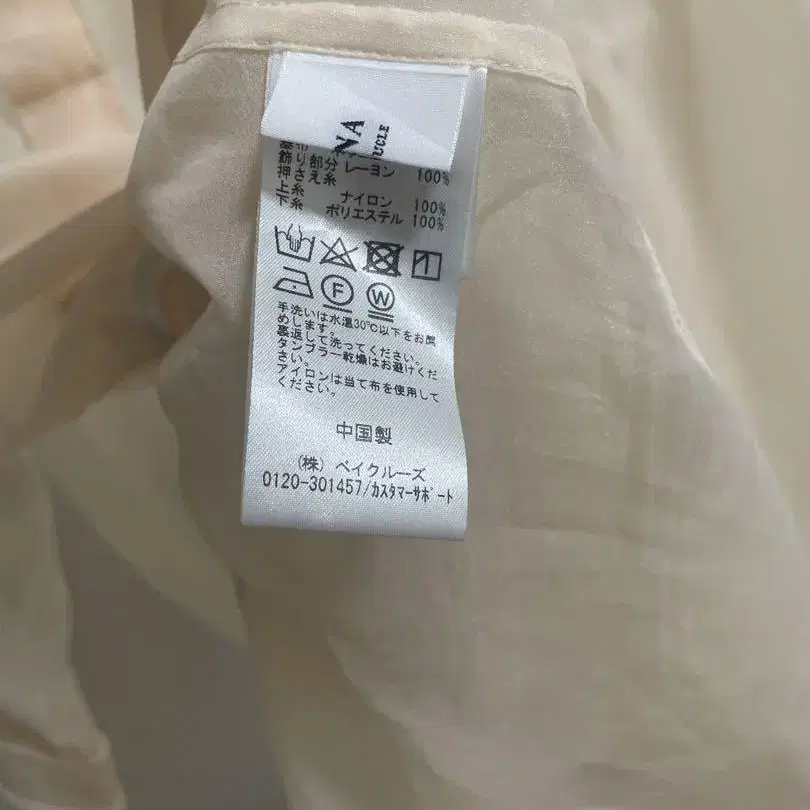 NA
UCLE
飾り部分 レーヨン 100%
押さえ糸
上糸 ナイロン 100%
下糸 ポリエステル 100%
F W
手洗いは水温30℃以下をお勧
めします。
裏返して洗ってください。
タンブラー乾燥はお避けくだ
さい。
アイロンは当て布を使用して
ください。
中国製
(株) ベイクルーズ
0120-301457/カスタマーサポート